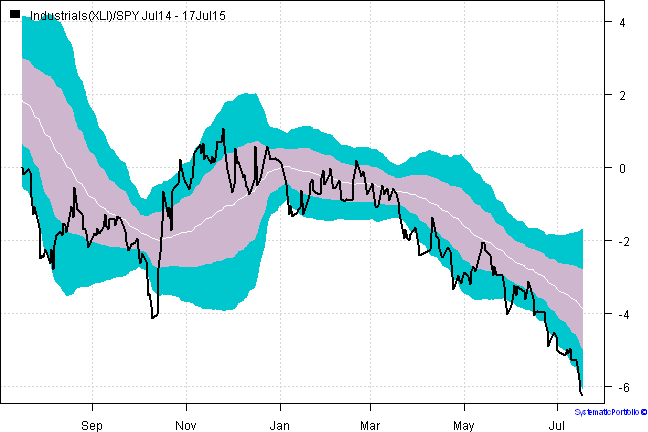 Industrials(XLI)/SPY Jul14 - 17Jul15
4
2
0
-2
-4
-6
Sep Nov Jan Mar May Jul
SystematicPortfolio ©